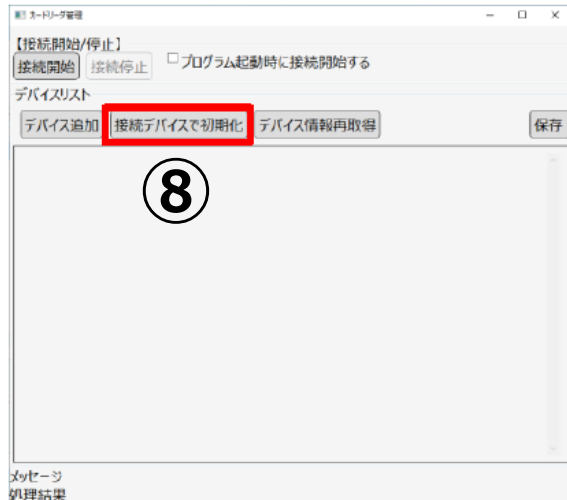 カードリーダ管理
【接続開始/停止】
接続開始 接続停止 プログラム起動時に接続開始する
デバイスリスト
デバイス追加 接続デバイスで初期化 デバイス情報再取得 保存
⑧
メッセージ
処理結果